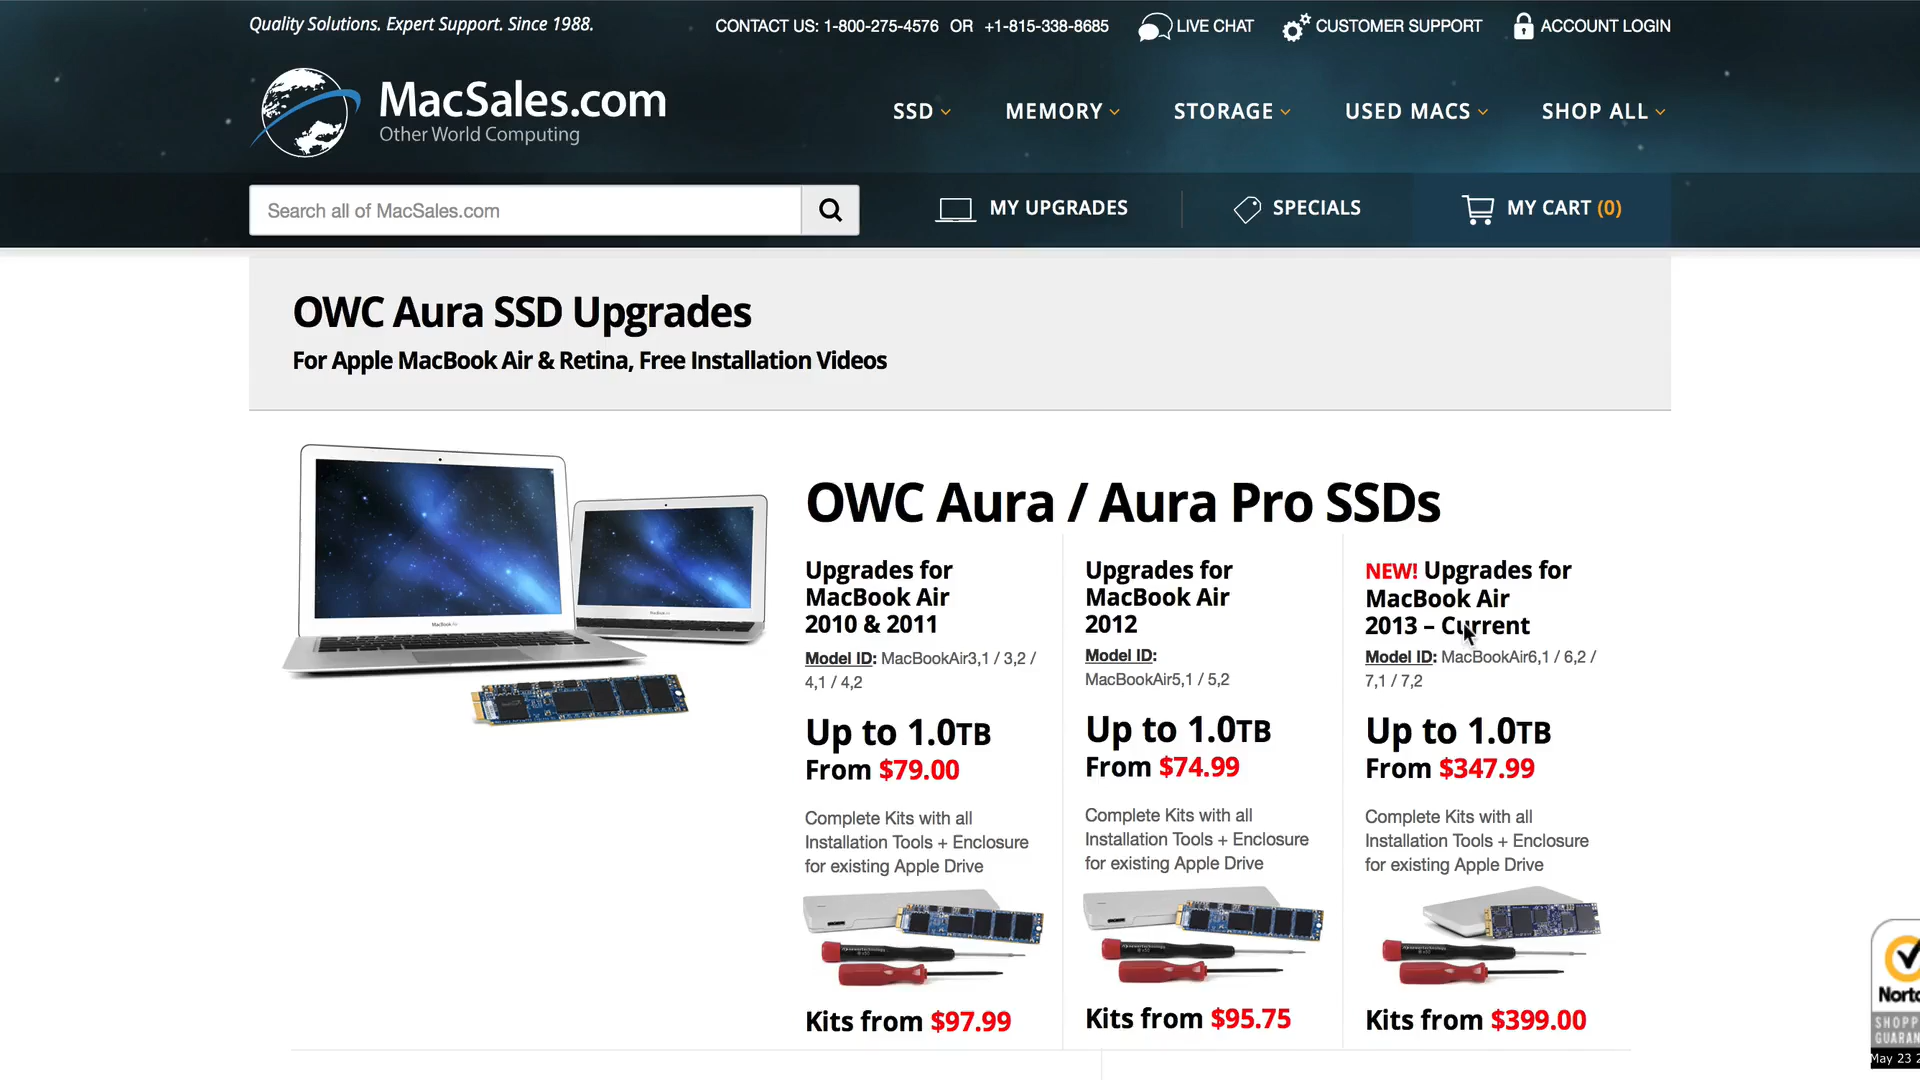 Quality Solutions. Expert Support. Since 1988.
CONTACT US: 1-800-275-4576 OR +1-815-338-8685
LIVE CHAT
CUSTOMER SUPPORT
ACCOUNT LOGIN
MacSales.com
Other World Computing
SSD
MEMORY
STORAGE
USED MACS
SHOP ALL
Search all of MacSales.com
MY UPGRADES
SPECIALS
MY CART (0)
OWC Aura SSD Upgrades
For Apple MacBook Air & Retina, Free Installation Videos
OWC Aura / Aura Pro SSDs
Upgrades for
MacBook Air
2010 & 2011
Model ID: MacBookAir3,1 / 3,2 /
4,1 / 4,2
Up to 1.0TB
From $79.00
Complete Kits with all
Installation Tools + Enclosure
for existing Apple Drive
Kits from $97.99
Upgrades for
MacBook Air
2012
Model ID:
MacBookAir5,1 / 5,2
Up to 1.0TB
From $74.99
Complete Kits with all
Installation Tools + Enclosure
for existing Apple Drive
Kits from $95.75
NEW! Upgrades for
MacBook Air
2013 – Current
Model ID: MacBookAir6,1 / 6,2 /
7,1 / 7,2
Up to 1.0TB
From $347.99
Complete Kits with all
Installation Tools + Enclosure
for existing Apple Drive
Kits from $399.00
MacBook Air
Norto
SHOPP
GUARAN
May 23 2